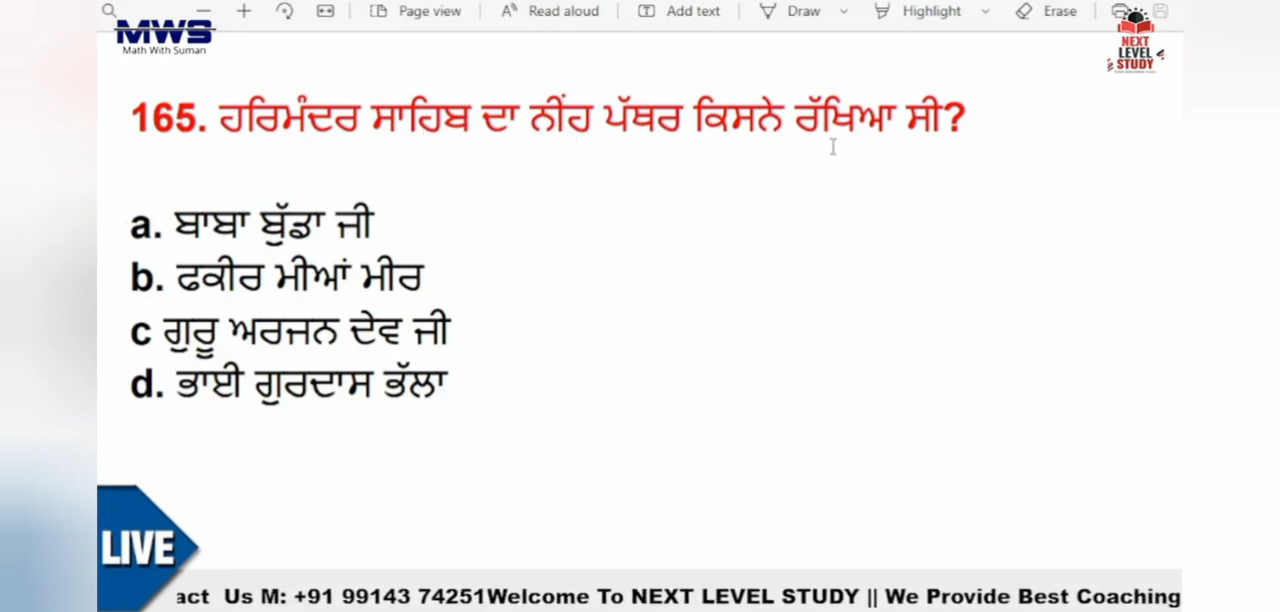 Page view Read aloud Add text Draw Highlight Erase
MWS
Math With Suman
NEXT
LEVEL
STUDY
165. ਹਰਿਮੰਦਰ ਸਾਹਿਬ ਦਾ ਨੀਂਹ ਪੱਥਰ ਕਿਸਨੇ ਰੱਖਿਆ ਸੀ?
a. ਬਾਬਾ ਬੁੱਡਾ ਜੀ
b. ਫਕੀਰ ਮੀਆਂ ਮੀਰ
c ਗੁਰੂ ਅਰਜਨ ਦੇਵ ਜੀ
d. ਭਾਈ ਗੁਰਦਾਸ ਭੱਲਾ
LIVE
act Us M: +91 99143 74251Welcome To NEXT LEVEL STUDY || We Provide Best Coaching